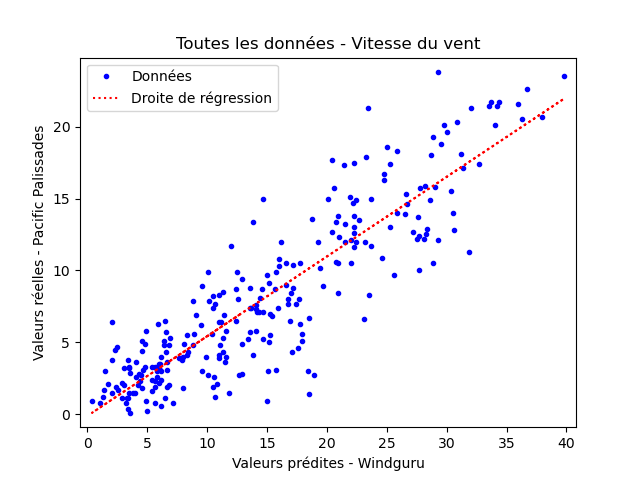 Toutes les données - Vitesse du vent
Données
Droite de régression
Valeurs réelles - Pacific Palissades
20
15
10
5
0
0 5 10 15 20 25 30 35 40
Valeurs prédites - Windguru